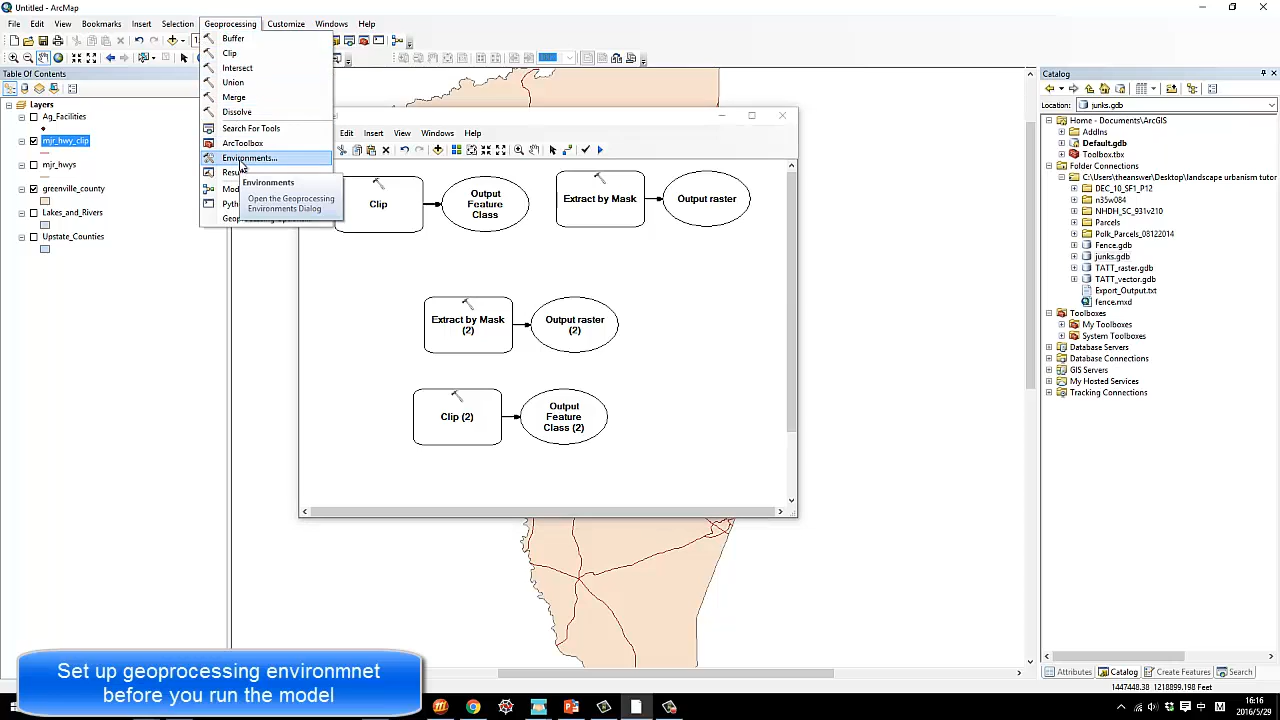 Untitled - ArcMap
File Edit View Bookmarks Insert Selection Geoprocessing Customize Windows Help
Table Of Contents
Layers
Ag_Facilities
mjr_hwy_clip
mjr_hwys
greenville_county
Lakes_and_Rivers
Upstate_Counties
Buffer
Clip
Intersect
Union
Merge
Dissolve
Search For Tools
ArcToolbox
Environments...
Environments
Open the Geoprocessing
Environments Dialog
Edit Insert View Windows Help
Clip
Output
Feature
Class
Extract by Mask
Output raster
Extract by Mask
(2)
Output raster
(2)
Clip (2)
Output
Feature
Class (2)
Catalog
Location: junks.gdb
Home - Documents\ArcGIS
AddIns
Default.gdb
Toolbox.tbx
Folder Connections
C:\Users\theanswer\Desktop\landscape urbanism tutor
DEC_10_SF1_P12
n35w084
NHDH_SC_931v210
Parcels
Polk_Parcels_08122014
Fence.gdb
junks.gdb
TATT_raster.gdb
TATT_vector.gdb
Export_Output.txt
fence.mxd
Toolboxes
My Toolboxes
System Toolboxes
Database Servers
Database Connections
GIS Servers
My Hosted Services
Tracking Connections
Attributes Catalog Create Features Search
1447448.38 1218899.198 Feet
Set up geoprocessing environmnet
before you run the model
16:16
2016/5/29